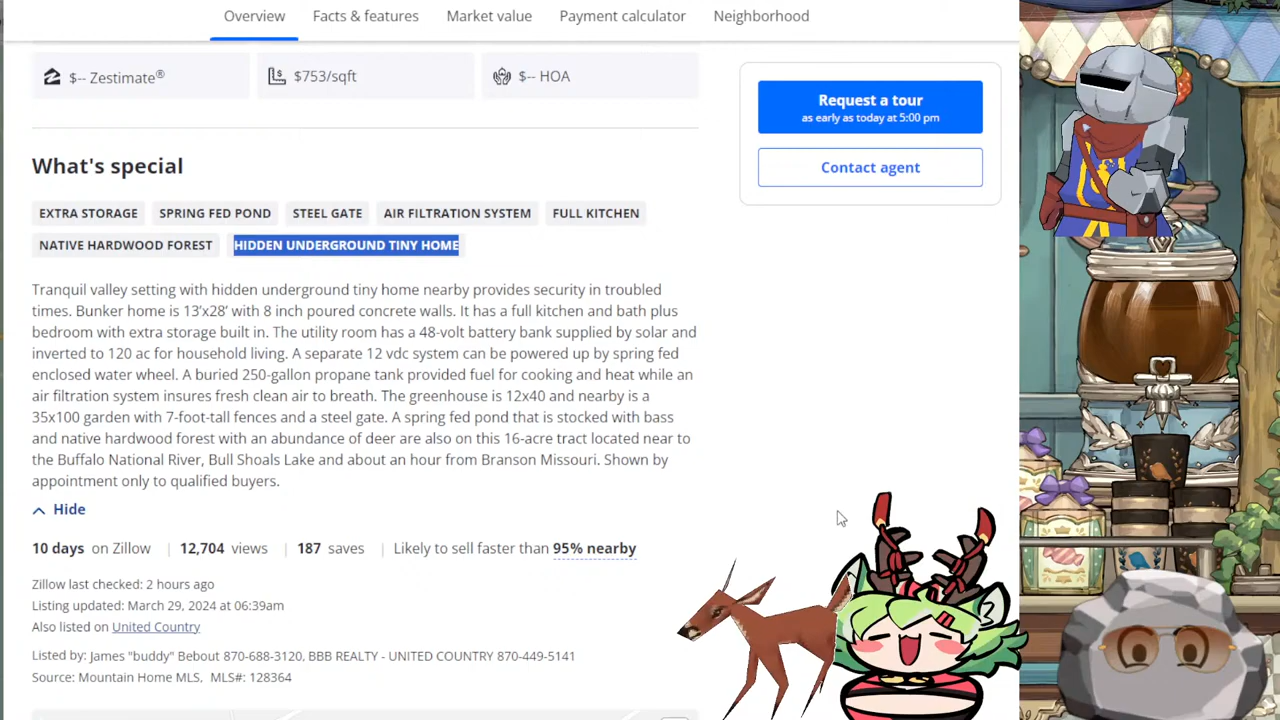 Overview Facts & features Market value Payment calculator Neighborhood
$-- Zestimate® $753/sqft $-- HOA
Request a tour
as early as today at 5:00 pm
Contact agent
What's special
EXTRA STORAGE SPRING FED POND STEEL GATE AIR FILTRATION SYSTEM FULL KITCHEN
NATIVE HARDWOOD FOREST HIDDEN UNDERGROUND TINY HOME
Tranquil valley setting with hidden underground tiny home nearby provides security in troubled
times. Bunker home is 13'x28' with 8 inch poured concrete walls. It has a full kitchen and bath plus
bedroom with extra storage built in. The utility room has a 48-volt battery bank supplied by solar and
inverted to 120 ac for household living. A separate 12 vdc system can be powered up by spring fed
enclosed water wheel. A buried 250-gallon propane tank provided fuel for cooking and heat while an
air filtration system insures fresh clean air to breath. The greenhouse is 12x40 and nearby is a
35x100 garden with 7-foot-tall fences and a steel gate. A spring fed pond that is stocked with bass
and native hardwood forest with an abundance of deer are also on this 16-acre tract located near to
the Buffalo National River, Bull Shoals Lake and about an hour from Branson Missouri. Shown by
appointment only to qualified buyers.
Hide
10 days on Zillow | 12,704 views | 187 saves | Likely to sell faster than 95% nearby
Zillow last checked: 2 hours ago
Listing updated: March 29, 2024 at 06:39am
Also listed on United Country
Listed by: James "buddy" Bebout 870-688-3120, BBB REALTY - UNITED COUNTRY 870-449-5141
Source: Mountain Home MLS, MLS#: 128364